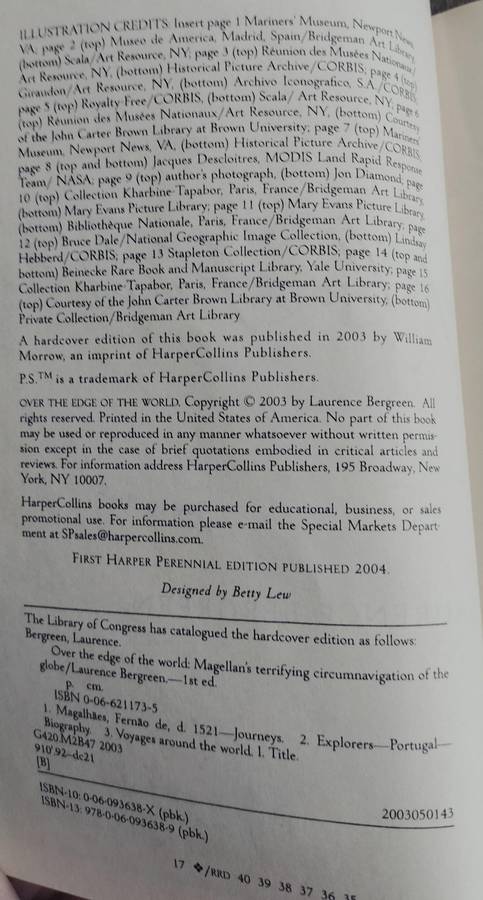 ILLUSTRATION CREDITS: Insert page 1 Mariners' Museum, Newport News,
VA; page 2 (top) Museo de America, Madrid, Spain/Bridgeman Art Library,
(bottom) Scala/Art Resource, NY; page 3 (top) Réunion des Musées Nationaux/
Art Resource, NY, (bottom) Historical Picture Archive/CORBIS; page 4 (top)
Giraudon/Art Resource, NY, (bottom) Archivo Iconografico, S.A./CORBIS;
page 5 (top) Royalty-Free/CORBIS, (bottom) Scala/ Art Resource, NY; page 6
(top) Réunion des Musées Nationaux/Art Resource, NY, (bottom) Courtesy
of the John Carter Brown Library at Brown University; page 7 (top) Mariners'
Museum, Newport News, VA, (bottom) Historical Picture Archive/CORBIS;
page 8 (top and bottom) Jacques Descloitres, MODIS Land Rapid Response
Team/ NASA; page 9 (top) author's photograph, (bottom) Jon Diamond; page
10 (top) Collection Kharbine-Tapabor, Paris, France/Bridgeman Art Library,
(bottom) Mary Evans Picture Library; page 11 (top) Mary Evans Picture Library,
(bottom) Bibliothèque Nationale, Paris, France/Bridgeman Art Library; page
12 (top) Bruce Dale/National Geographic Image Collection, (bottom) Lindsay
Hebberd/CORBIS; page 13 Stapleton Collection/CORBIS; page 14 (top and
bottom) Beinecke Rare Book and Manuscript Library, Yale University; page 15
Collection Kharbine-Tapabor, Paris, France/Bridgeman Art Library; page 16
(top) Courtesy of the John Carter Brown Library at Brown University, (bottom)
Private Collection/Bridgeman Art Library
A hardcover edition of this book was published in 2003 by William
Morrow, an imprint of HarperCollins Publishers.
P.S.™ is a trademark of HarperCollins Publishers.
OVER THE EDGE OF THE WORLD. Copyright © 2003 by Laurence Bergreen. All
rights reserved. Printed in the United States of America. No part of this book
may be used or reproduced in any manner whatsoever without written permis-
sion except in the case of brief quotations embodied in critical articles and
reviews. For information address HarperCollins Publishers, 195 Broadway, New
York, NY 10007.
HarperCollins books may be purchased for educational, business, or sales
promotional use. For information please e-mail the Special Markets Depart-
ment at SPsales@harpercollins.com.
FIRST HARPER PERENNIAL EDITION PUBLISHED 2004.
Designed by Betty Lew
The Library of Congress has catalogued the hardcover edition as follows:
Bergreen, Laurence.
Over the edge of the world: Magellan's terrifying circumnavigation of the
globe/Laurence Bergreen.—1st ed.
p. cm.
ISBN 0-06-621173-5
1. Magalhães, Fernão de, d. 1521—Journeys. 2. Explorers—Portugal—
Biography. 3. Voyages around the world. I. Title.
G420.M2B47 2003
910'.92–dc21
[B]
2003050143
ISBN-10: 0-06-093638-X (pbk.)
ISBN-13: 978-0-06-093638-9 (pbk.)
17 ❖/RRD 40 39 38 37 36 35